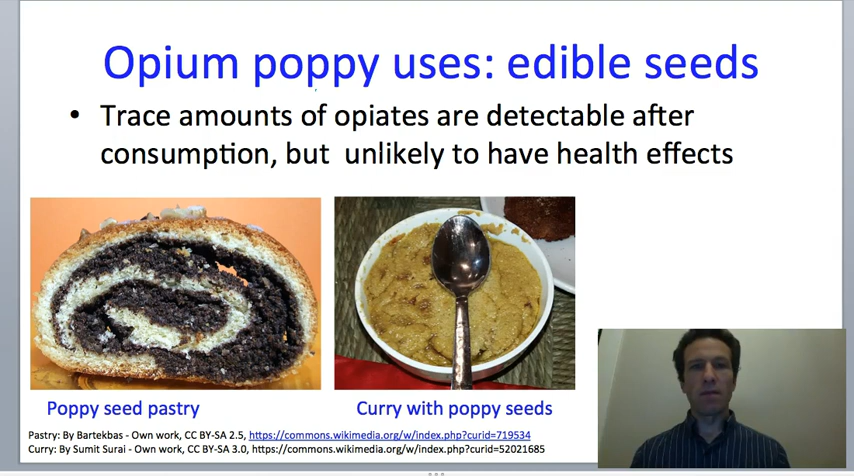 Opium poppy uses: edible seeds
• Trace amounts of opiates are detectable after
consumption, but unlikely to have health effects
Poppy seed pastry
Curry with poppy seeds
Pastry: By Bartekbas - Own work, CC BY-SA 2.5, https://commons.wikimedia.org/w/index.php?curid=719534
Curry: By Sumit Surai - Own work, CC BY-SA 3.0, https://commons.wikimedia.org/w/index.php?curid=52021685